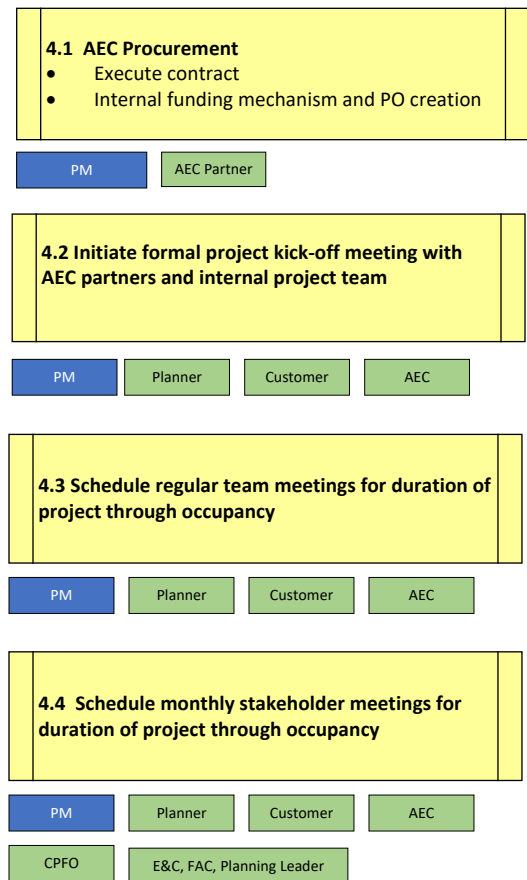 4.1 AEC Procurement
• Execute contract
• Internal funding mechanism and PO creation
PM AEC Partner
4.2 Initiate formal project kick-off meeting with
AEC partners and internal project team
PM Planner Customer AEC
4.3 Schedule regular team meetings for duration of
project through occupancy
PM Planner Customer AEC
4.4 Schedule monthly stakeholder meetings for
duration of project through occupancy
PM Planner Customer AEC
CPFO E&C, FAC, Planning Leader